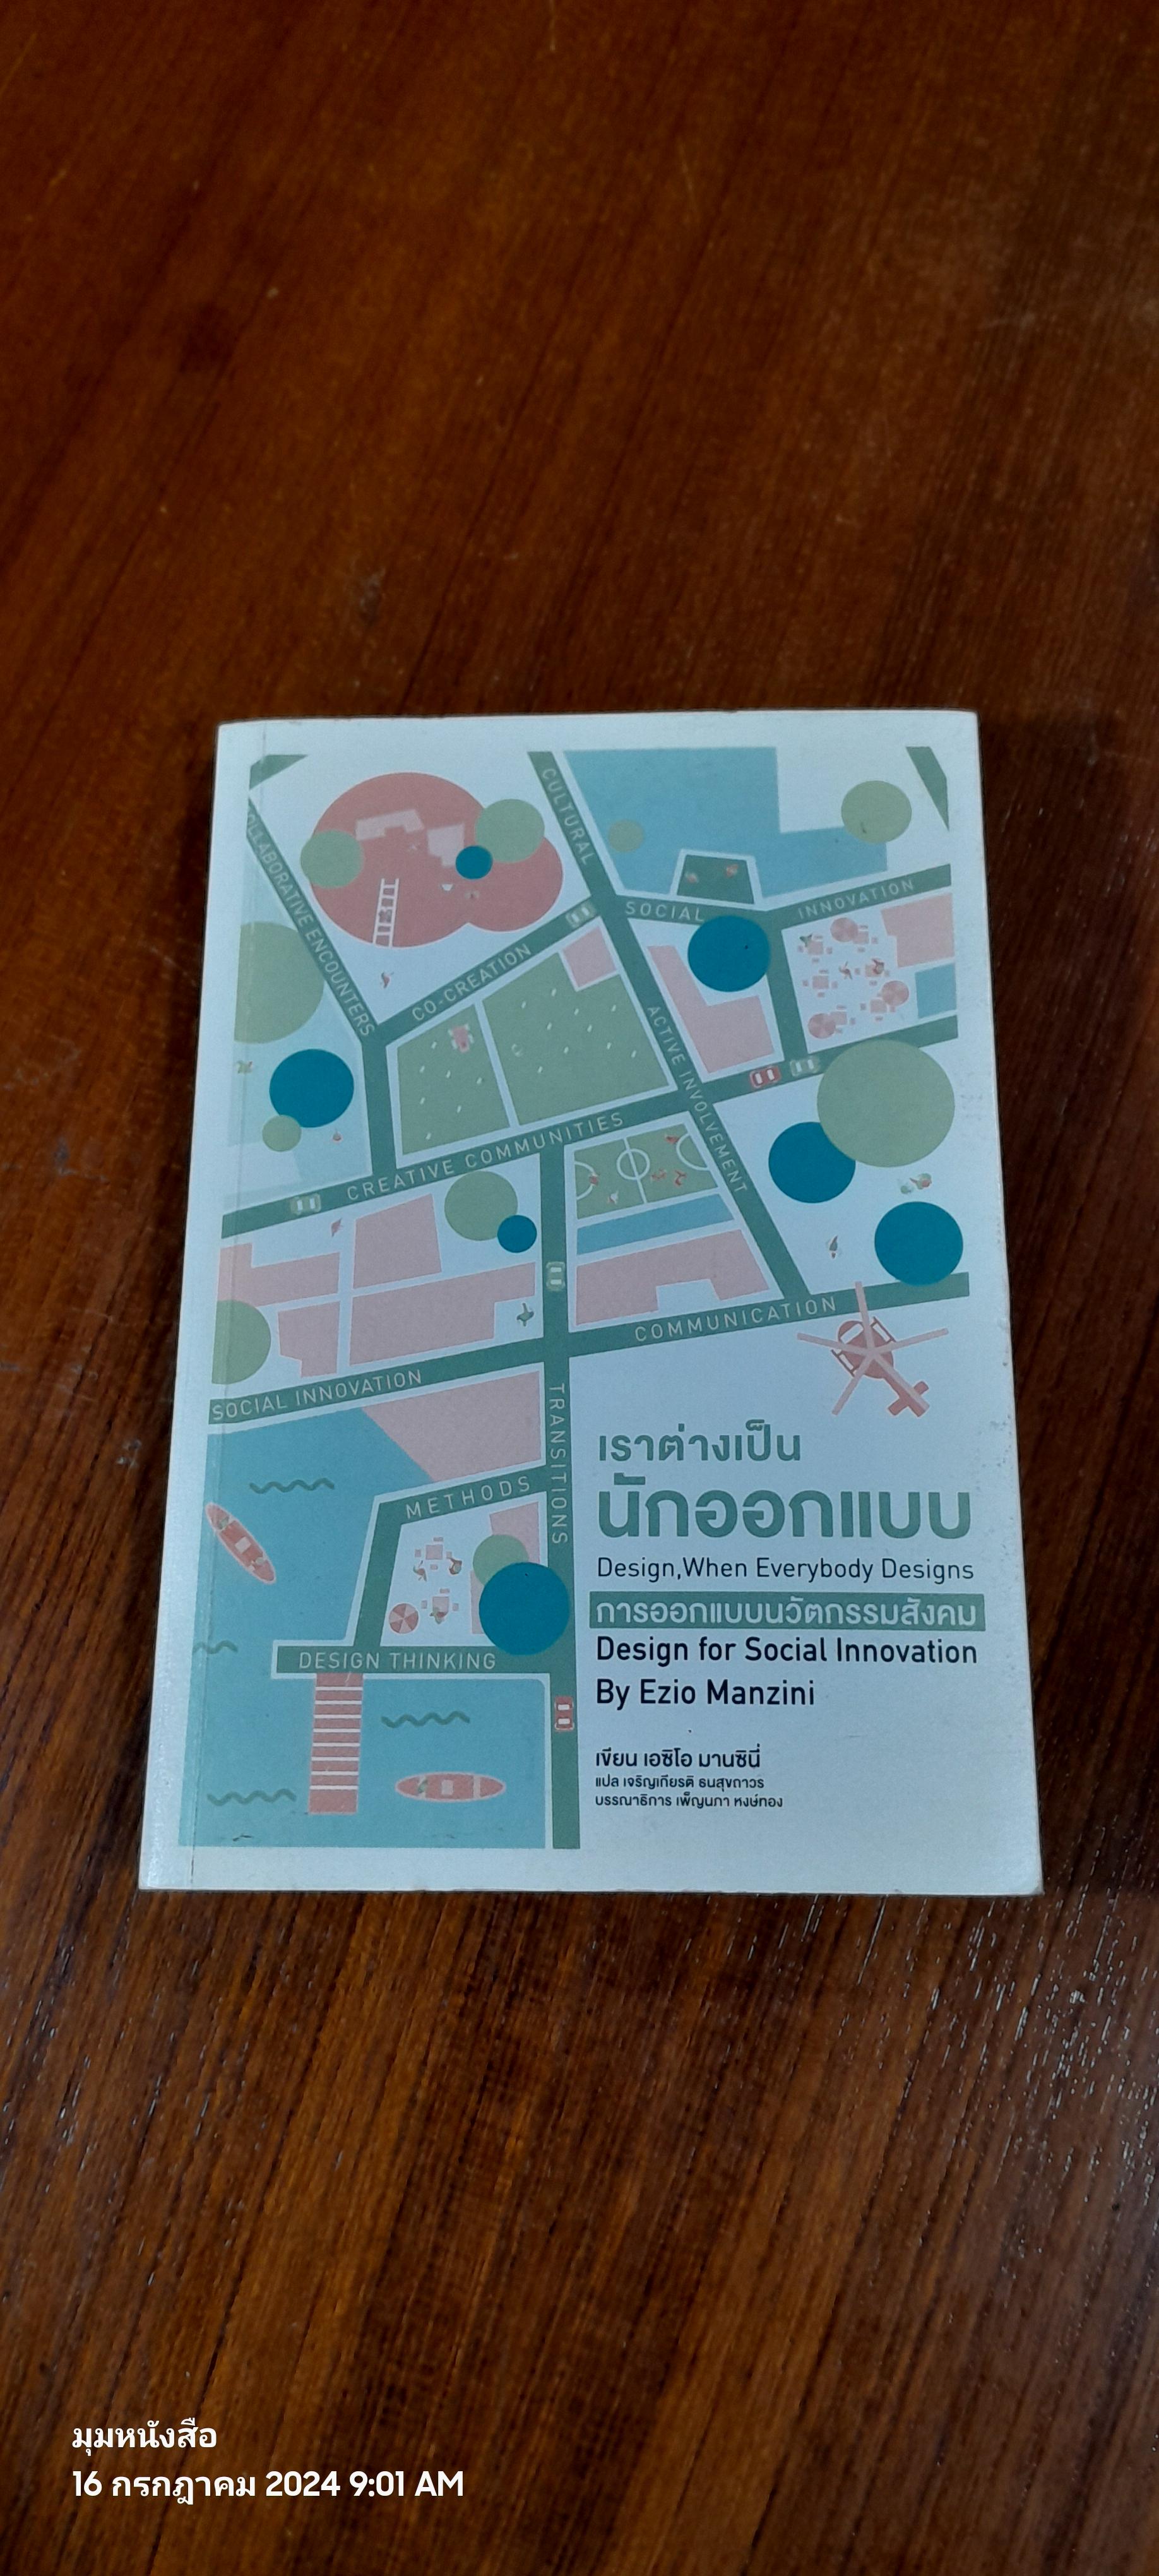 COLLABORATIVE ENCOUNTERS
CULTURAL
SOCIAL
INNOVATION
CO-CREATION
ACTIVE INVOLVEMENT
CREATIVE COMMUNITIES
COMMUNICATION
SOCIAL INNOVATION
TRANSITIONS
METHODS
DESIGN THINKING
เราต่างเป็น
นักออกแบบ
Design,When Everybody Designs
การออกแบบนวัตกรรมสังคม
Design for Social Innovation
By Ezio Manzini
เขียน เอซิโอ มานซินี่
แปล เจริญเกียรติ ธนสุขถาวร
บรรณาธิการ เพ็ญนภา หงษ์ทอง
มุมหนังสือ
16 กรกฎาคม 2024 9:01 AM